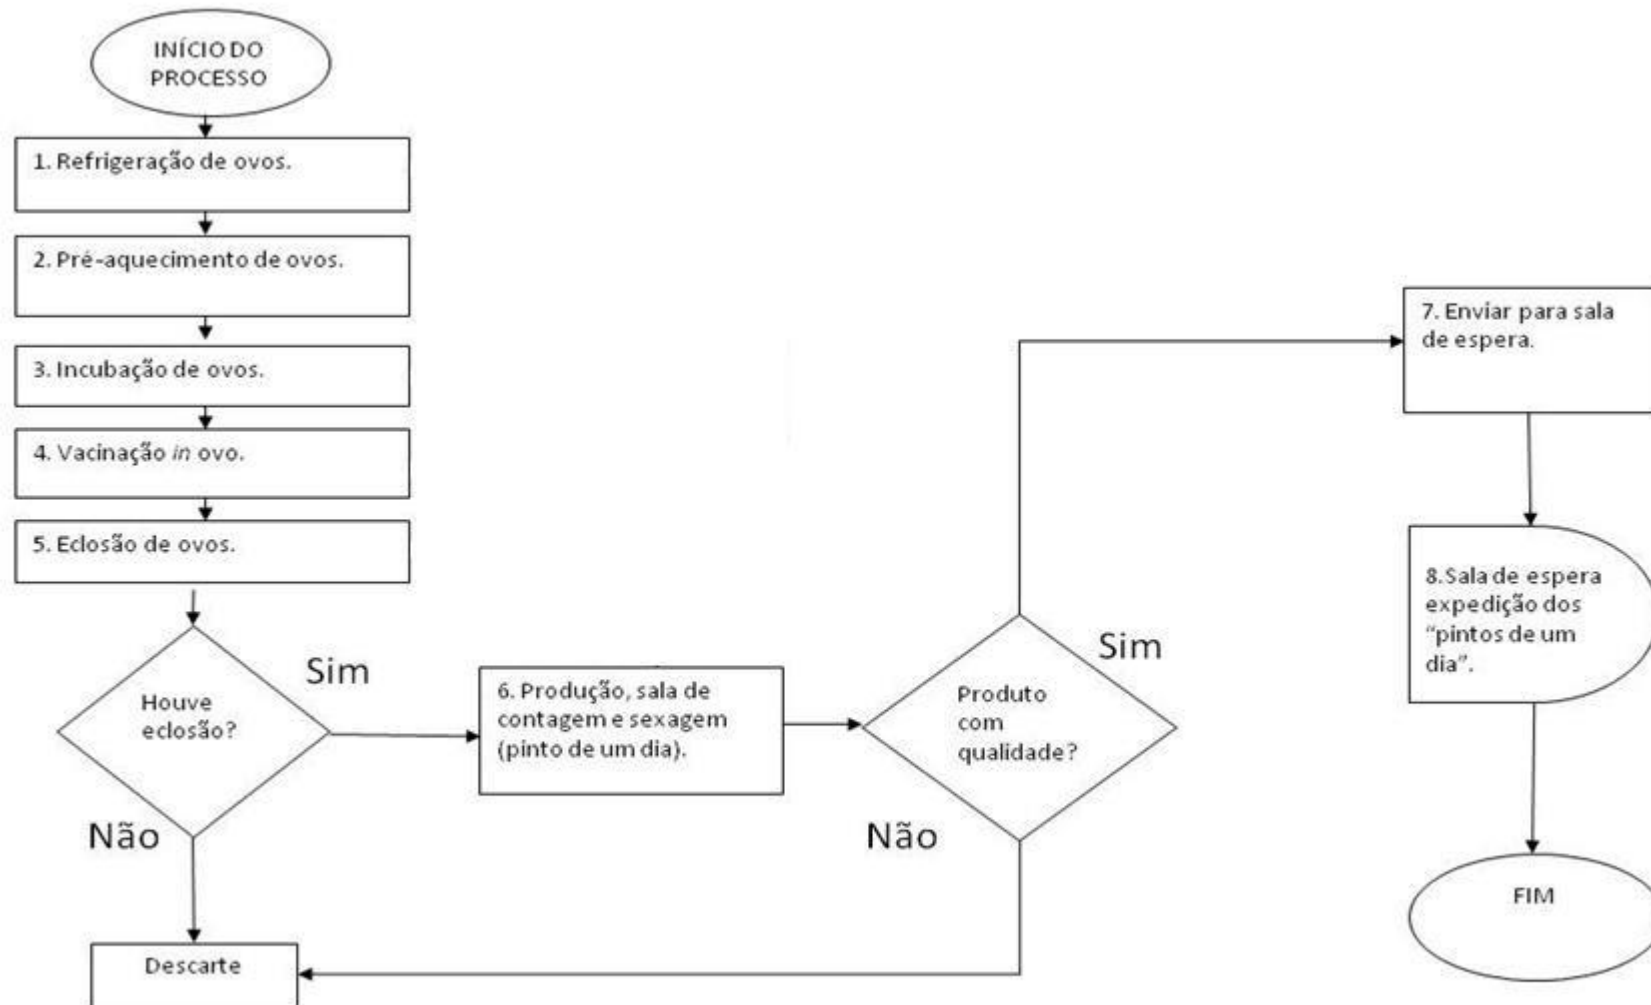 INÍCIO DO
PROCESSO
1. Refrigeração de ovos.
2. Pré-aquecimento de ovos.
3. Incubação de ovos.
4. Vacinação in ovo.
5. Eclosão de ovos.
Houve
eclosão?
Sim
Não
Descarte
6. Produção, sala de
contagem e sexagem
(pinto de um dia).
Produto
com
qualidade?
Sim
Não
7. Enviar para sala
de espera.
8.Sala de espera
expedição dos
“pintos de um
dia”.
FIM